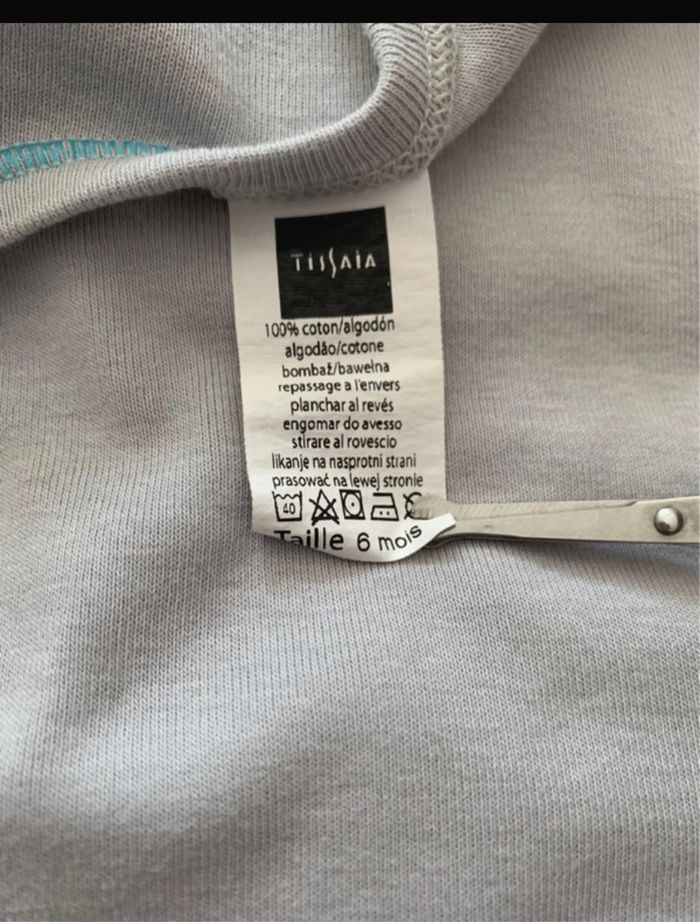 TISSAIA
100% coton/algodón
algodão/cotone
bombaž/bawełna
repassage a l'envers
planchar al revés
engomar do avesso
stirare al rovescio
likanje na nasprotni strani
prasować na lewej stronie
40
Taille 6 mois